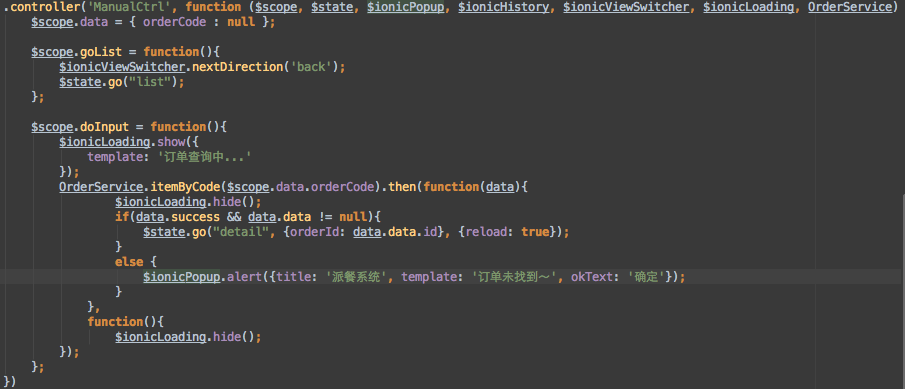 .controller('ManualCtrl', function ($scope, $state, $ionicPopup, $ionicHistory, $ionicViewSwitcher, $ionicLoading, OrderService)
    $scope.data = { orderCode : null };

    $scope.goList = function(){
        $ionicViewSwitcher.nextDirection('back');
        $state.go("list");
    };

    $scope.doInput = function(){
        $ionicLoading.show({
            template: '订单查询中...'
        });
        OrderService.itemByCode($scope.data.orderCode).then(function(data){
                $ionicLoading.hide();
                if(data.success && data.data != null){
                    $state.go("detail", {orderId: data.data.id}, {reload: true});
                }
                else {
                    $ionicPopup.alert({title: '派餐系统', template: '订单未找到～', okText: '确定'});
                }
            },
            function(){
                $ionicLoading.hide();
        });
    };
})